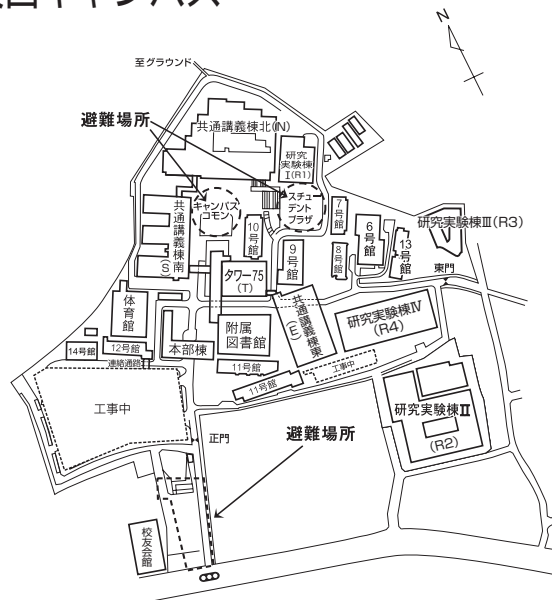 キャンパス
N
至グラウンド
避難場所
共通講義棟北(N)
研究
実験棟
I(R1)
キャンパス
コモン
スチュ
デント
プラザ
共通講義棟南
(S)
10号館
7号館
6号館
13号館
研究実験棟Ⅲ(R3)
東門
9号館
8号館
タワー75
(T)
体育館
附属
図書館
共通講義棟東
(E)
研究実験棟Ⅳ
(R4)
14号館
12号館
本部棟
連絡通路
11号館
11号館
工事中
工事中
研究実験棟Ⅱ
(R2)
正門
避難場所
校友会館